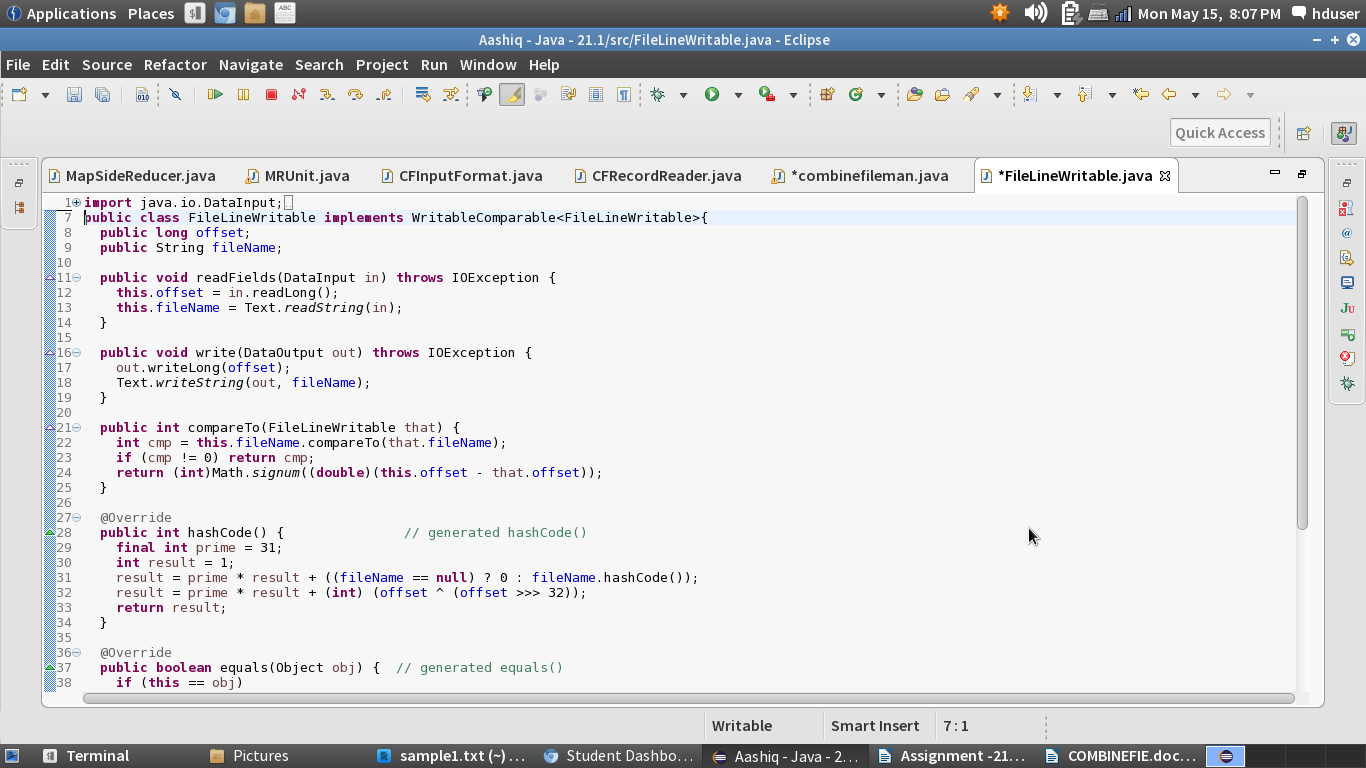 Applications Places Mon May 15, 8:07 PM hduser
Aashiq - Java - 21.1/src/FileLineWritable.java - Eclipse
File Edit Source Refactor Navigate Search Project Run Window Help
Quick Access
MapSideReducer.java MRUnit.java CFInputFormat.java CFRecordReader.java *combinefileman.java *FileLineWritable.java
1 import java.io.DataInput;
7 public class FileLineWritable implements WritableComparable<FileLineWritable>{
8 public long offset;
9 public String fileName;
10
11 public void readFields(DataInput in) throws IOException {
12 this.offset = in.readLong();
13 this.fileName = Text.readString(in);
14 }
15
16 public void write(DataOutput out) throws IOException {
17 out.writeLong(offset);
18 Text.writeString(out, fileName);
19 }
20
21 public int compareTo(FileLineWritable that) {
22 int cmp = this.fileName.compareTo(that.fileName);
23 if (cmp != 0) return cmp;
24 return (int)Math.signum((double)(this.offset - that.offset));
25 }
26
27 @Override
28 public int hashCode() { // generated hashCode()
29 final int prime = 31;
30 int result = 1;
31 result = prime * result + ((fileName == null) ? 0 : fileName.hashCode());
32 result = prime * result + (int) (offset ^ (offset >>> 32));
33 return result;
34 }
35
36 @Override
37 public boolean equals(Object obj) { // generated equals()
38 if (this == obj)
Writable Smart Insert 7 : 1
Terminal Pictures sample1.txt (~) ... Student Dashbo... Aashiq - Java - 2... Assignment -21... COMBINEFIE.doc...